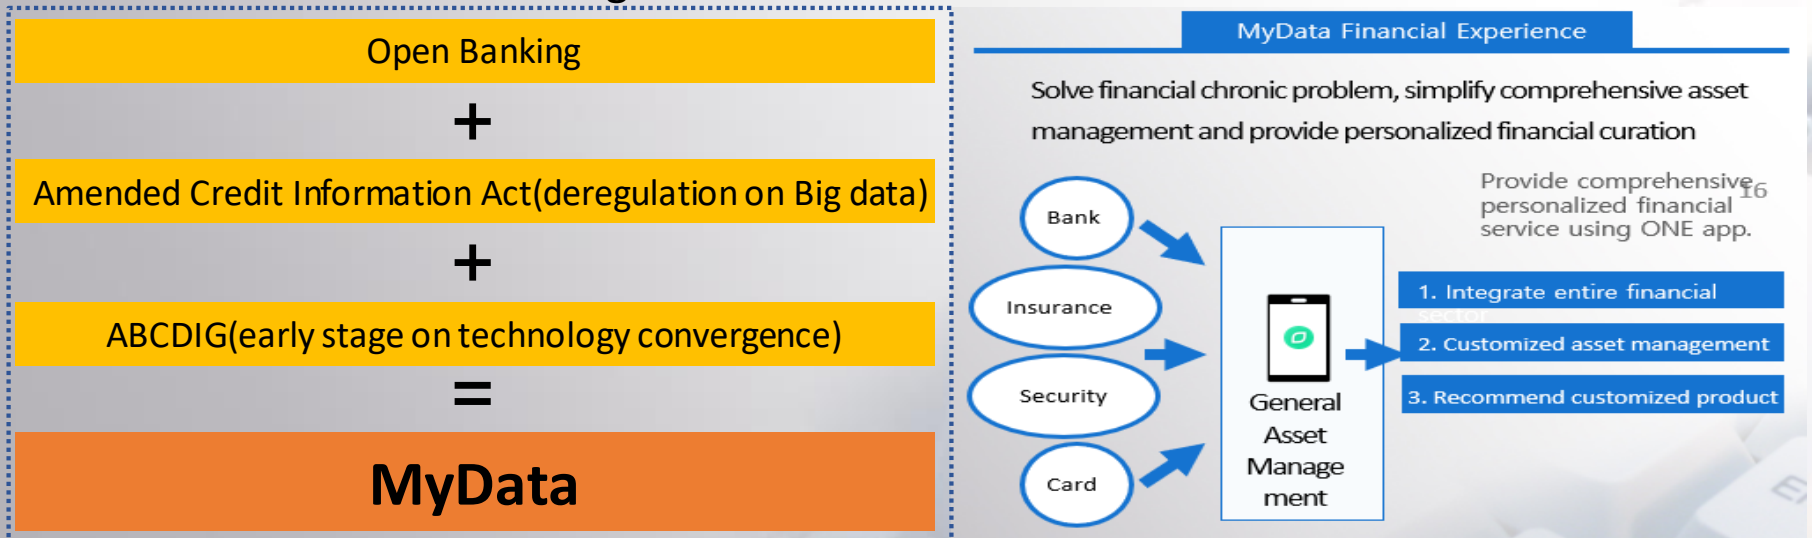 Open Banking
+
Amended Credit Information Act(deregulation on Big data)
+
ABCDIG(early stage on technology convergence)
=
MyData
MyData Financial Experience
Solve financial chronic problem, simplify comprehensive asset
management and provide personalized financial curation
Provide comprehensive
personalized financial
service using ONE app.
16
Bank
Insurance
Security
Card
General
Asset
Manage
ment
1. Integrate entire financial
sector
2. Customized asset management
3. Recommend customized product